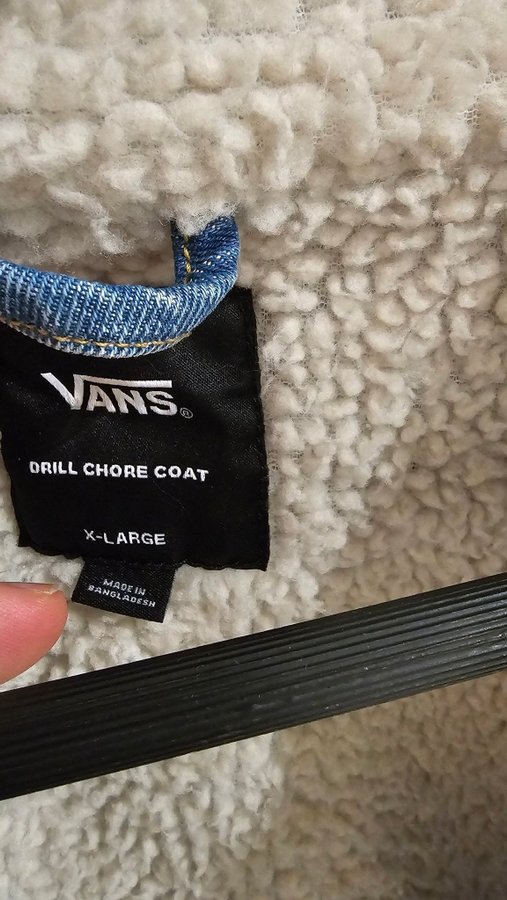 VANS®
DRILL CHORE COAT
X-LARGE
MADE IN
BANGLADESH